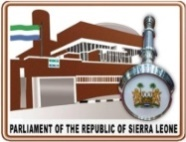 PARLIAMENT OF THE REPUBLIC OF SIERRA LEONE